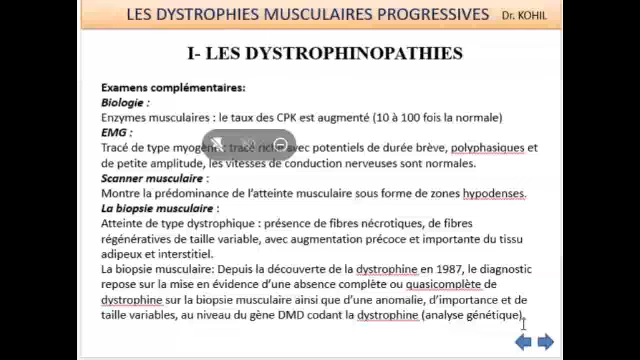 LES DYSTROPHIES MUSCULAIRES PROGRESSIVES Dr. KOHIL
I- LES DYSTROPHINOPATHIES
Examens complémentaires:
Biologie :
Enzymes musculaires : le taux des CPK est augmenté (10 à 100 fois la normale)
EMG :
Tracé de type myogène : tracé riche avec potentiels de durée brève, polyphasiques et
de petite amplitude, les vitesses de conduction nerveuses sont normales.
Scanner musculaire :
Montre la prédominance de l’atteinte musculaire sous forme de zones hypodenses.
La biopsie musculaire :
Atteinte de type dystrophique : présence de fibres nécrotiques, de fibres
régénératives de taille variable, avec augmentation précoce et importante du tissu
adipeux et interstitiel.
La biopsie musculaire: Depuis la découverte de la dystrophine en 1987, le diagnostic
repose sur la mise en évidence d’une absence complète ou quasicomplète de
dystrophine sur la biopsie musculaire ainsi que d’une anomalie, d’importance et de
taille variables, au niveau du gène DMD codant la dystrophine (analyse génétique).